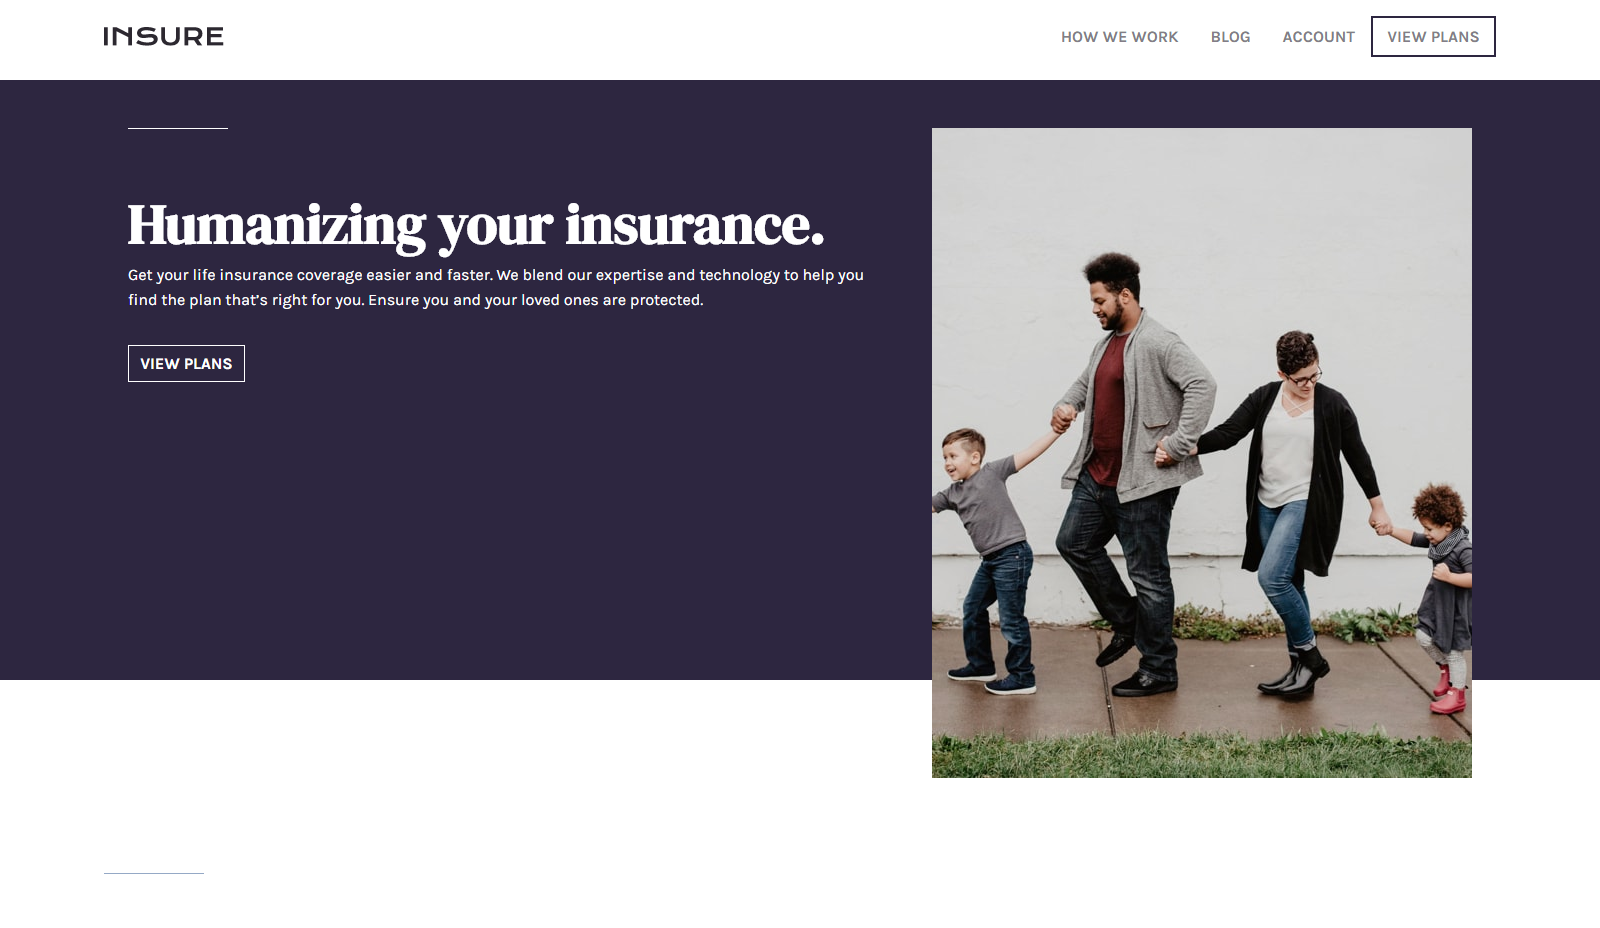 INSURE
HOW WE WORK
BLOG
ACCOUNT
VIEW PLANS
Humanizing your insurance.
Get your life insurance coverage easier and faster. We blend our expertise and technology to help you
find the plan that’s right for you. Ensure you and your loved ones are protected.
VIEW PLANS